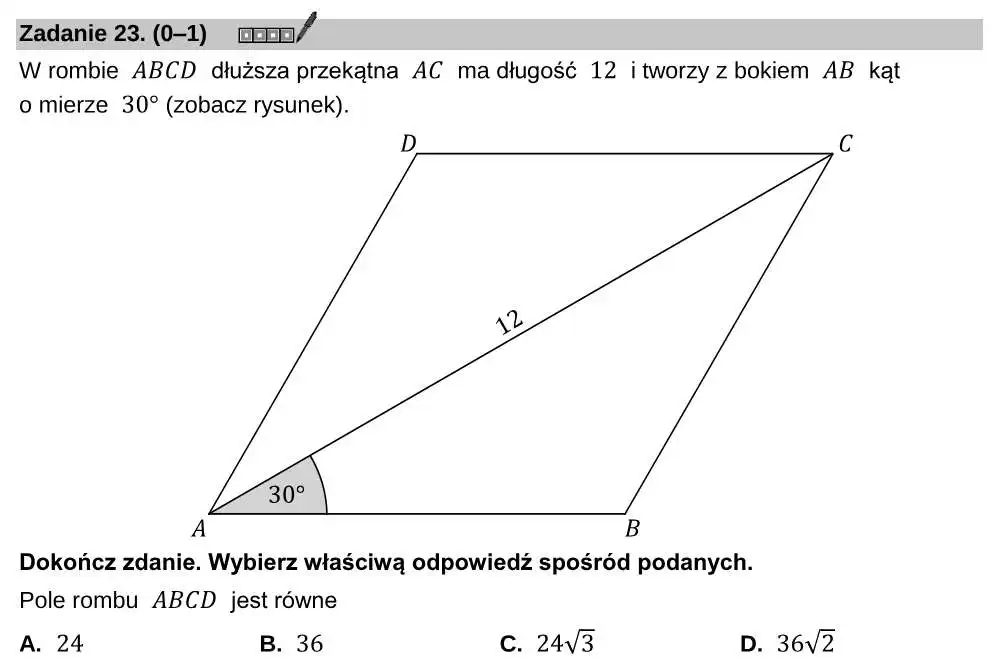 Zadanie 23. (0–1)
W rombie ABCD dłuższa przekątna AC ma długość 12 i tworzy z bokiem AB kąt
o mierze 30° (zobacz rysunek).
D
C
12
30°
A
B
Dokończ zdanie. Wybierz właściwą odpowiedź spośród podanych.
Pole rombu ABCD jest równe
A. 24 B. 36 C. 24√3 D. 36√2